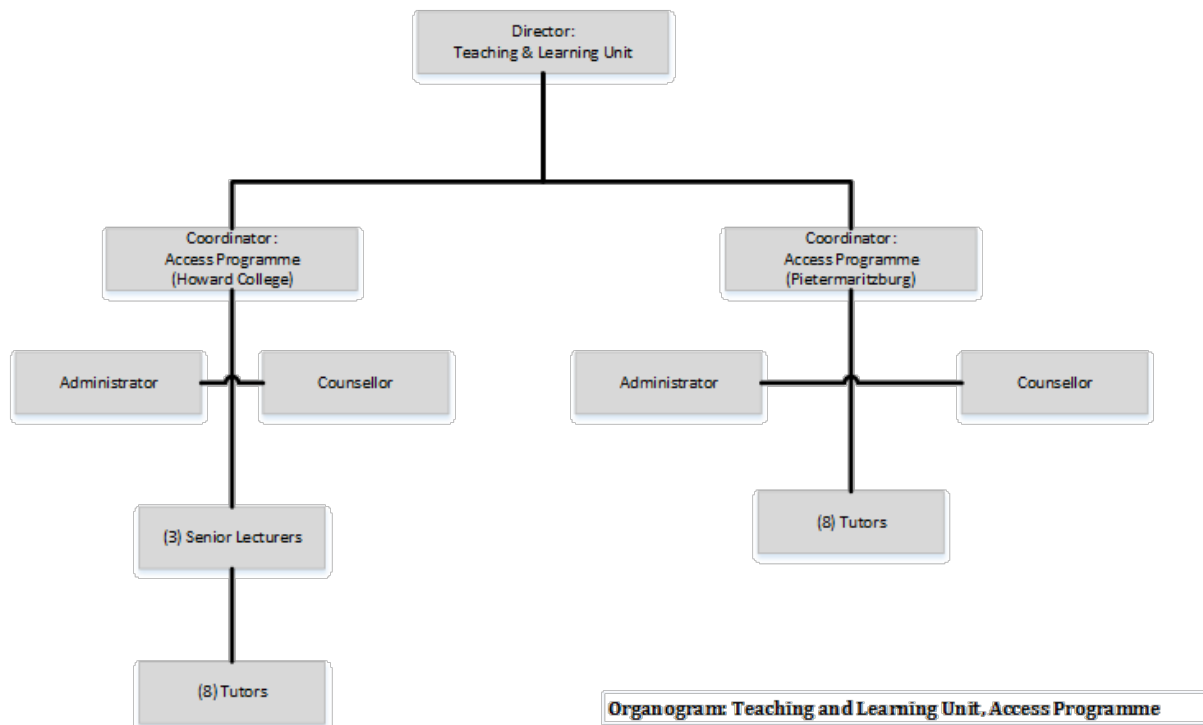 Director:
Teaching & Learning Unit
Coordinator:
Access Programme
(Howard College)
Coordinator:
Access Programme
(Pietermaritzburg)
Administrator
Counsellor
Administrator
Counsellor
(3) Senior Lecturers
(8) Tutors
(8) Tutors
Organogram: Teaching and Learning Unit, Access Programme